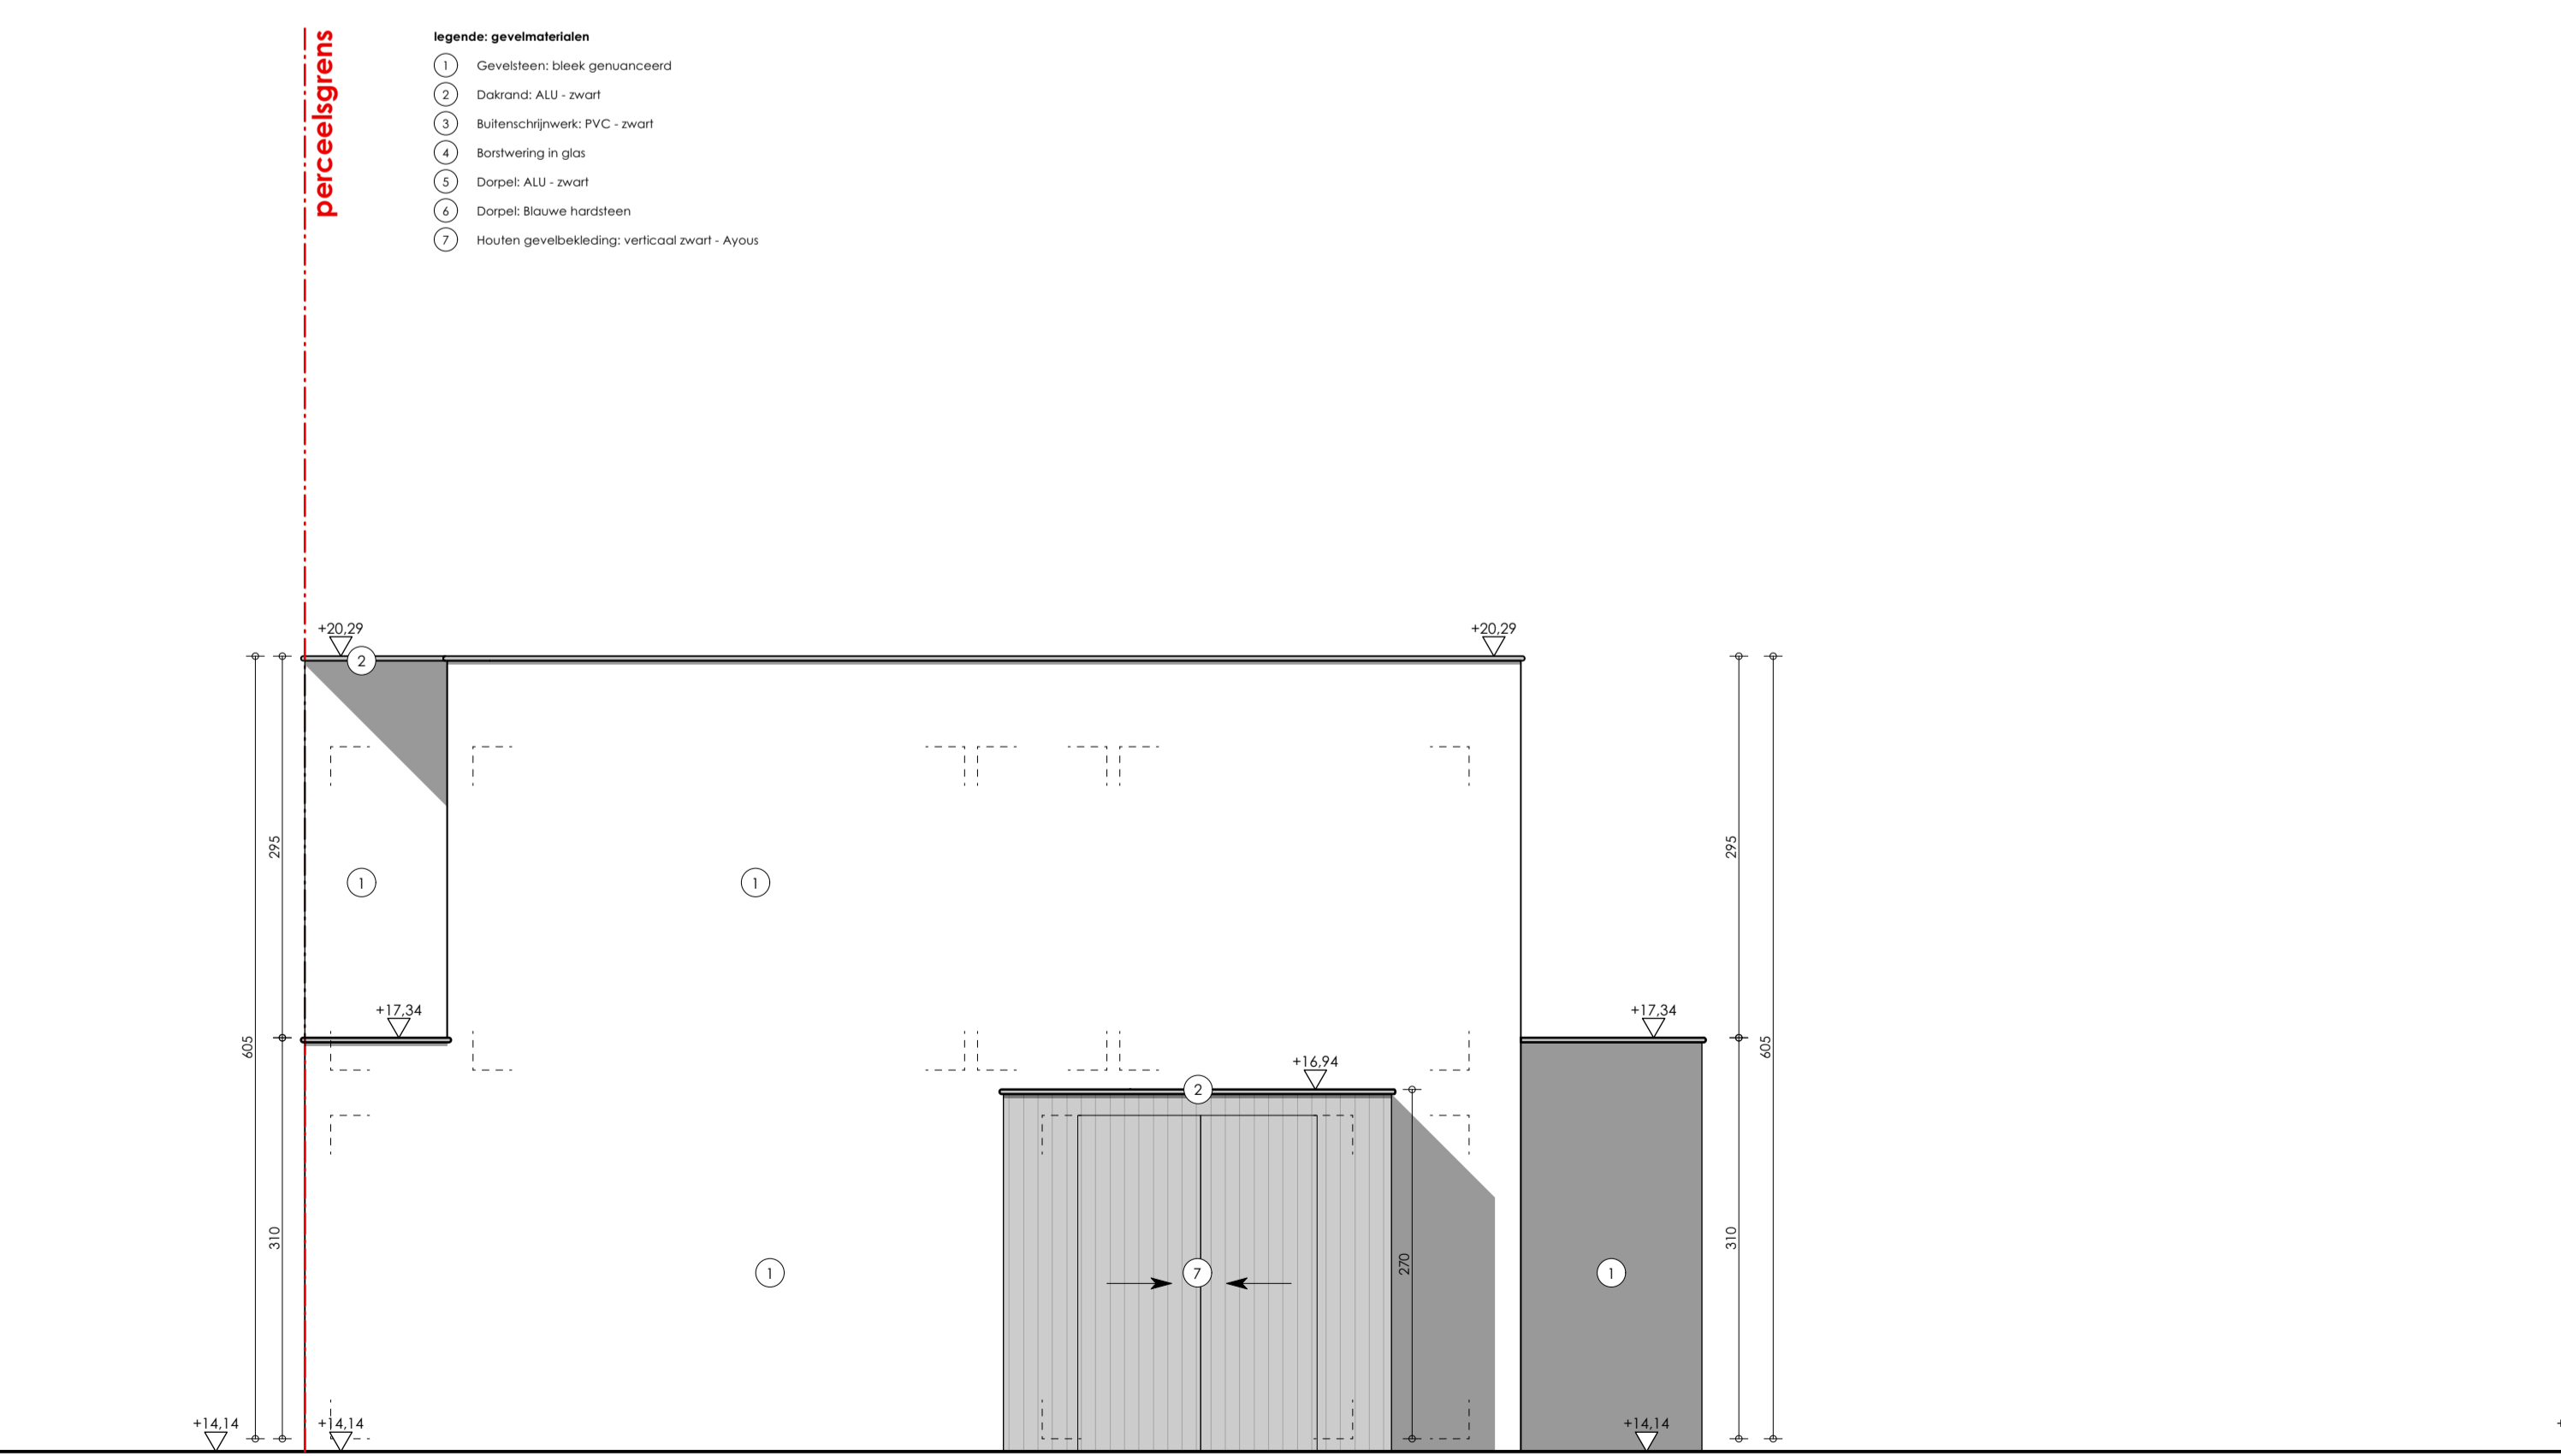 perceelsgrens
legende: gevelmaterialen
1 Gevelsteen: bleek genuanceerd
2 Dakrand: ALU - zwart
3 Buitenschrijnwerk: PVC - zwart
4 Borstwering in glas
5 Dorpel: ALU - zwart
6 Dorpel: Blauwe hardsteen
7 Houten gevelbekleding: verticaal zwart - Ayous
+20,29
+20,29
2
295
295
1
1
+17,34
+17,34
605
605
+16,94
2
310
310
270
1
7
1
+14,14
+14,14
+14,14